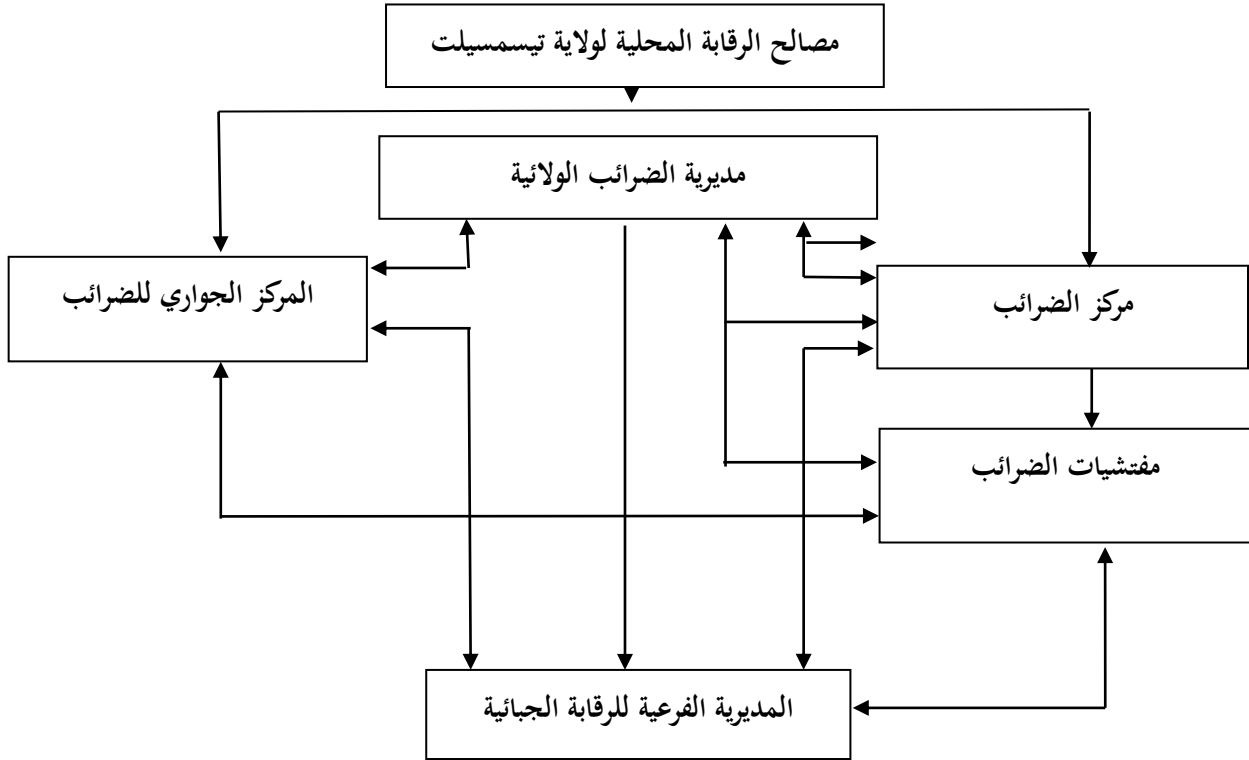 مصالح الرقابة المحلية لولاية تيسمسيلت
مديرية الضرائب الولائية
مركز الضرائب
المركز الجواري للضرائب
مفتشيات الضرائب
المديرية الفرعية للرقابة الجبائية